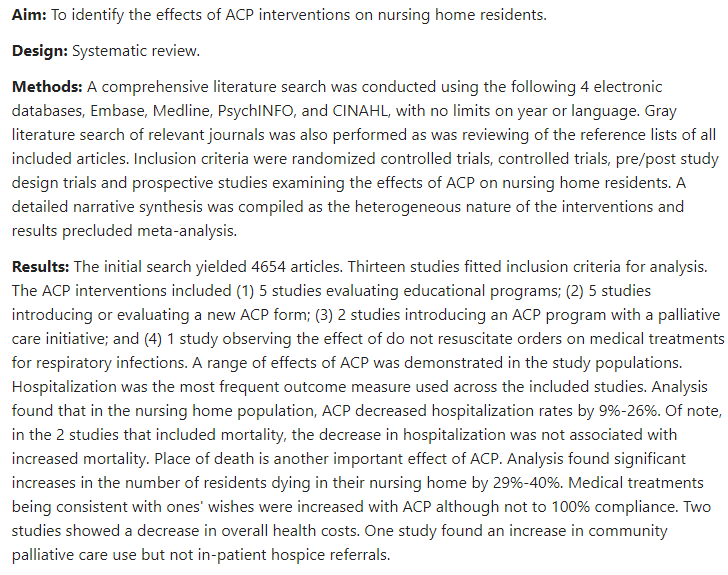 Aim: To identify the effects of ACP interventions on nursing home residents.
Design: Systematic review.
Methods: A comprehensive literature search was conducted using the following 4 electronic
databases, Embase, Medline, PsychINFO, and CINAHL, with no limits on year or language. Gray
literature search of relevant journals was also performed as was reviewing of the reference lists of all
included articles. Inclusion criteria were randomized controlled trials, controlled trials, pre/post study
design trials and prospective studies examining the effects of ACP on nursing home residents. A
detailed narrative synthesis was compiled as the heterogeneous nature of the interventions and
results precluded meta-analysis.
Results: The initial search yielded 4654 articles. Thirteen studies fitted inclusion criteria for analysis.
The ACP interventions included (1) 5 studies evaluating educational programs; (2) 5 studies
introducing or evaluating a new ACP form; (3) 2 studies introducing an ACP program with a palliative
care initiative; and (4) 1 study observing the effect of do not resuscitate orders on medical treatments
for respiratory infections. A range of effects of ACP was demonstrated in the study populations.
Hospitalization was the most frequent outcome measure used across the included studies. Analysis
found that in the nursing home population, ACP decreased hospitalization rates by 9%-26%. Of note,
in the 2 studies that included mortality, the decrease in hospitalization was not associated with
increased mortality. Place of death is another important effect of ACP. Analysis found significant
increases in the number of residents dying in their nursing home by 29%-40%. Medical treatments
being consistent with ones' wishes were increased with ACP although not to 100% compliance. Two
studies showed a decrease in overall health costs. One study found an increase in community
palliative care use but not in-patient hospice referrals.